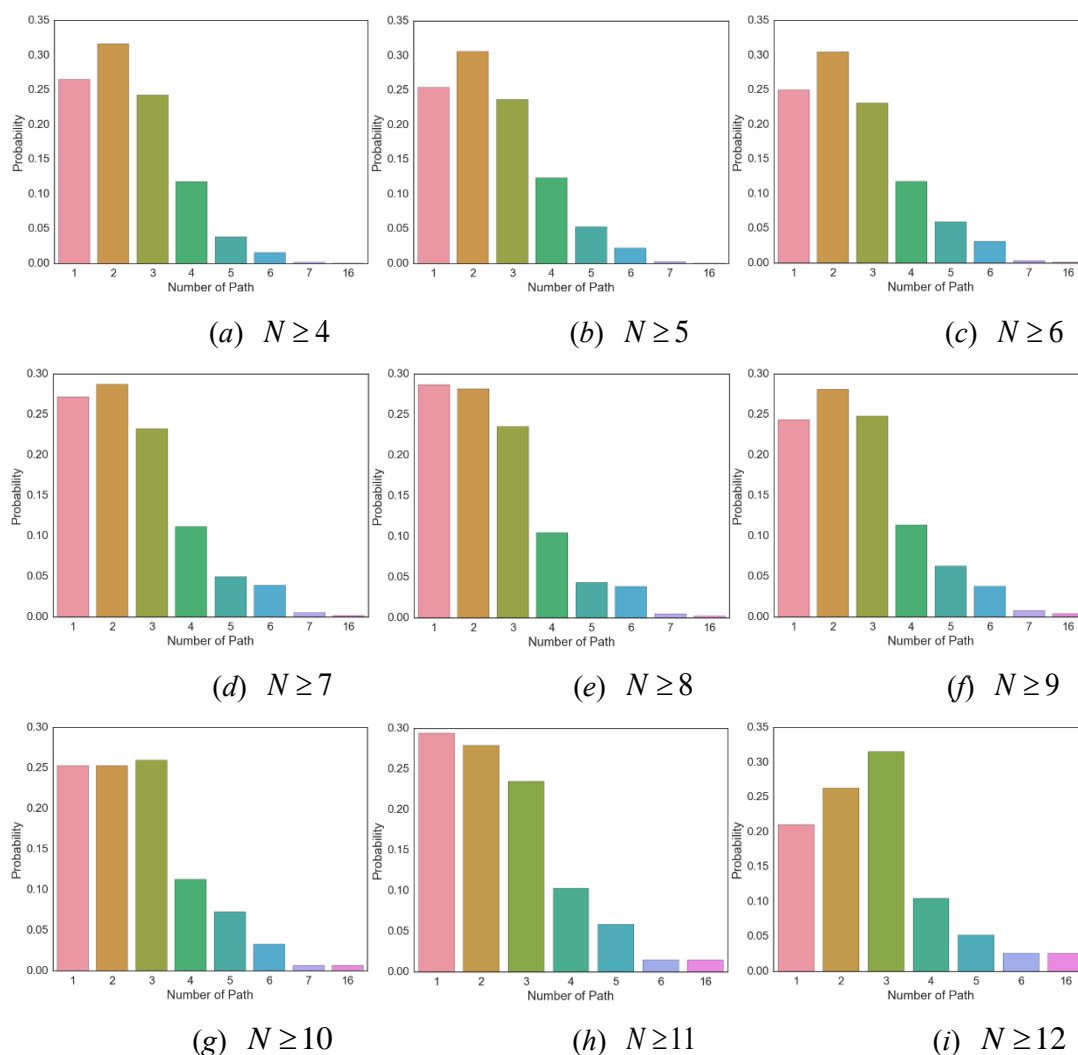 0.35
0.30
0.25
0.20
0.15
0.10
0.05
0.00
Probability
1 2 3 4 5 6 7 16
Number of Path
(a) N ≥ 4
0.35
0.30
0.25
0.20
0.15
0.10
0.05
0.00
Probability
1 2 3 4 5 6 7 16
Number of Path
(b) N ≥ 5
0.35
0.30
0.25
0.20
0.15
0.10
0.05
0.00
Probability
1 2 3 4 5 6 7 16
Number of Path
(c) N ≥ 6
0.30
0.25
0.20
0.15
0.10
0.05
0.00
Probability
1 2 3 4 5 6 7 16
Number of Path
(d) N ≥ 7
0.30
0.25
0.20
0.15
0.10
0.05
0.00
Probability
1 2 3 4 5 6 7 16
Number of Path
(e) N ≥ 8
0.30
0.25
0.20
0.15
0.10
0.05
0.00
Probability
1 2 3 4 5 6 7 16
Number of Path
(f) N ≥ 9
0.30
0.25
0.20
0.15
0.10
0.05
0.00
Probability
1 2 3 4 5 6 7 16
Number of Path
(g) N ≥ 10
0.30
0.25
0.20
0.15
0.10
0.05
0.00
Probability
1 2 3 4 5 6 16
Number of Path
(h) N ≥ 11
0.35
0.30
0.25
0.20
0.15
0.10
0.05
0.00
Probability
1 2 3 4 5 6 16
Number of Path
(i) N ≥ 12